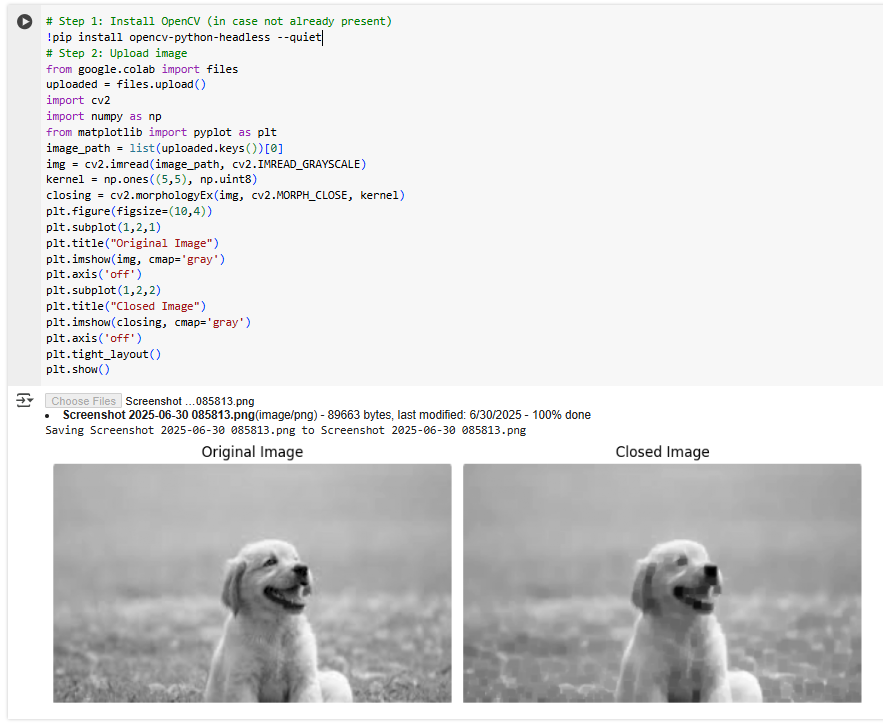 # Step 1: Install OpenCV (in case not already present)
!pip install opencv-python-headless --quiet
# Step 2: Upload image
from google.colab import files
uploaded = files.upload()
import cv2
import numpy as np
from matplotlib import pyplot as plt
image_path = list(uploaded.keys())[0]
img = cv2.imread(image_path, cv2.IMREAD_GRAYSCALE)
kernel = np.ones((5,5), np.uint8)
closing = cv2.morphologyEx(img, cv2.MORPH_CLOSE, kernel)
plt.figure(figsize=(10,4))
plt.subplot(1,2,1)
plt.title("Original Image")
plt.imshow(img, cmap='gray')
plt.axis('off')
plt.subplot(1,2,2)
plt.title("Closed Image")
plt.imshow(closing, cmap='gray')
plt.axis('off')
plt.tight_layout()
plt.show()
Choose Files Screenshot ...085813.png
• Screenshot 2025-06-30 085813.png(image/png) - 89663 bytes, last modified: 6/30/2025 - 100% done
Saving Screenshot 2025-06-30 085813.png to Screenshot 2025-06-30 085813.png
Original Image Closed Image